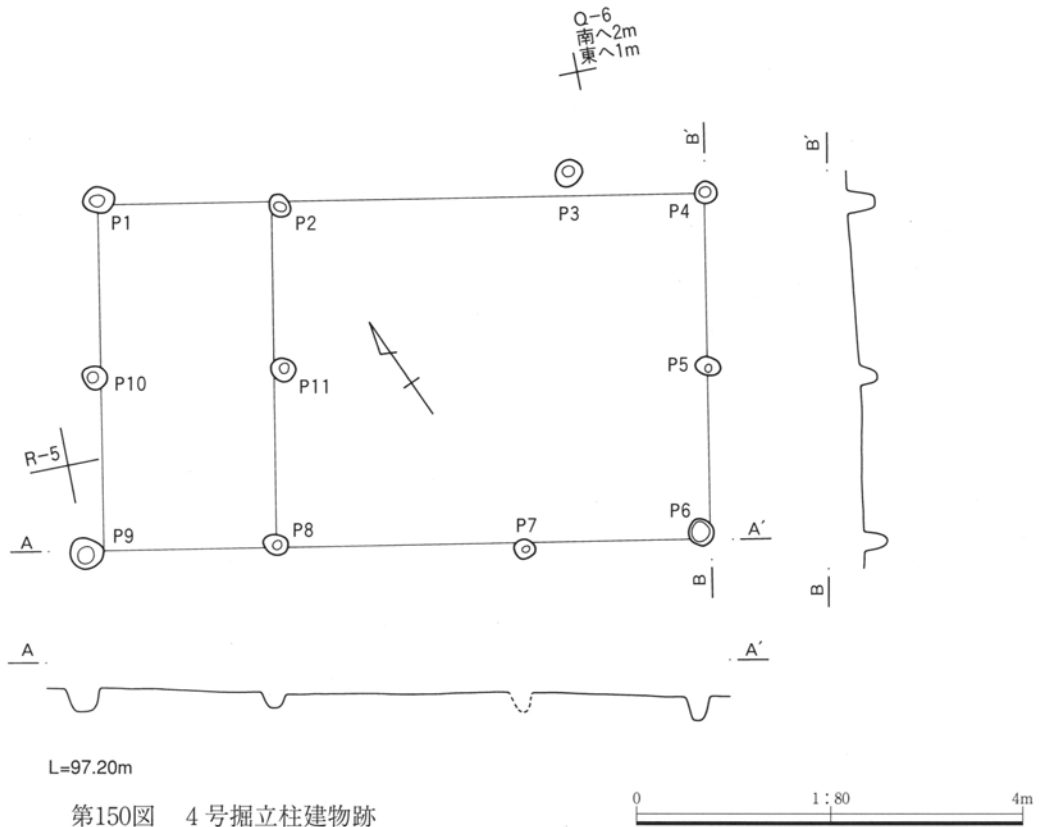 Q-6
南へ2m
東へ1m
B′
B′
P1
P2
P3
P4
P10
P11
P5
R-5
P9
P8
P7
P6
A
A′
B
B
A
A′
L=97.20m
第150図 4号掘立柱建物跡
0 1:80 4m